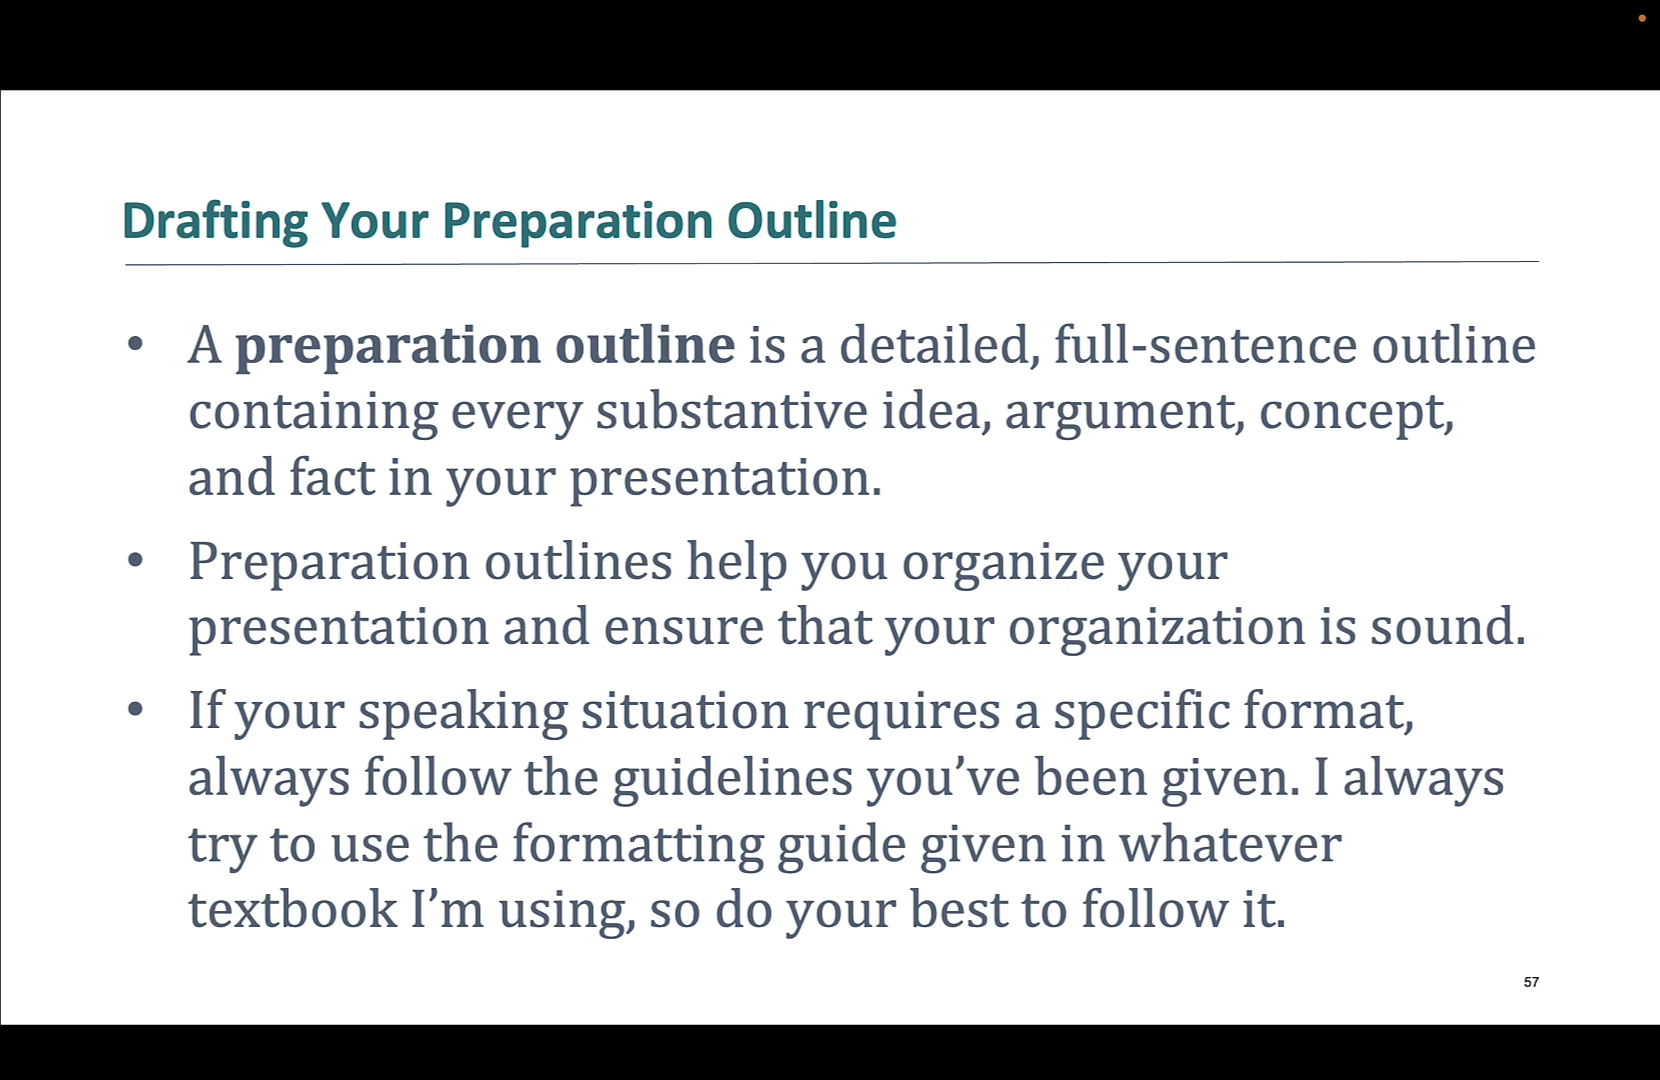 Drafting Your Preparation Outline
• A preparation outline is a detailed, full-sentence outline
containing every substantive idea, argument, concept,
and fact in your presentation.
• Preparation outlines help you organize your
presentation and ensure that your organization is sound.
• If your speaking situation requires a specific format,
always follow the guidelines you’ve been given. I always
try to use the formatting guide given in whatever
textbook I’m using, so do your best to follow it.
57